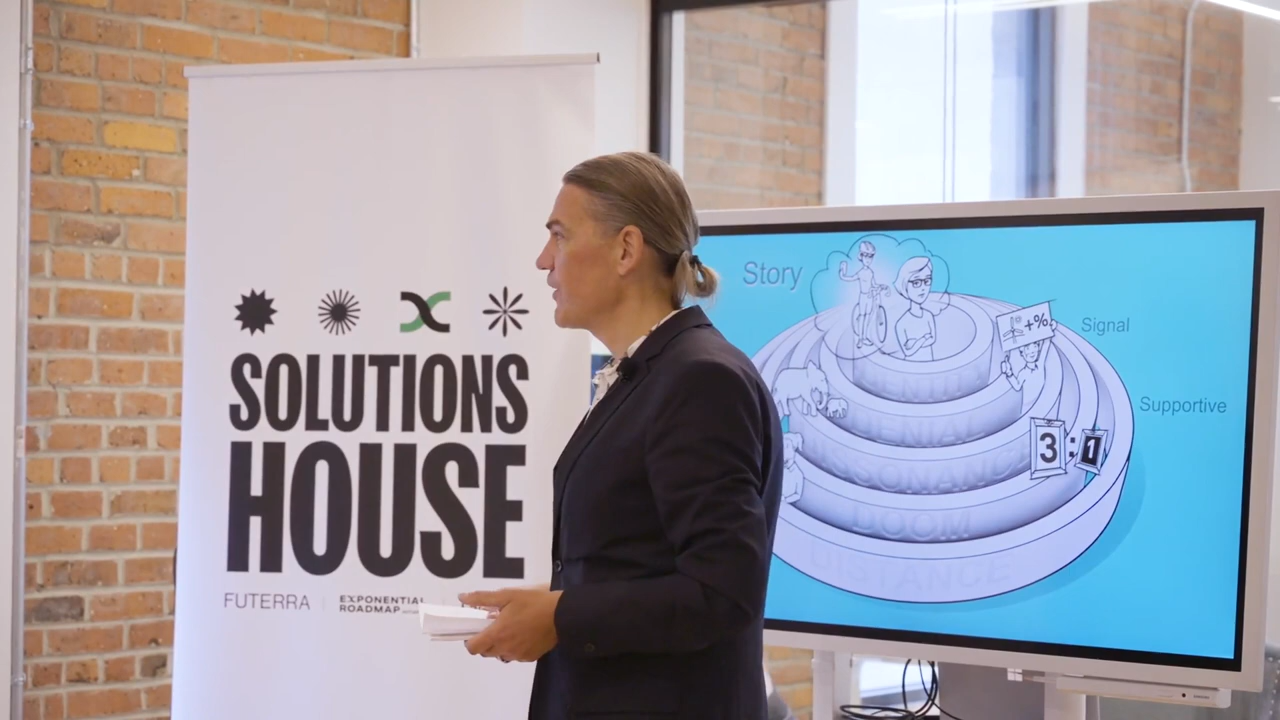 SOLUTIONS
HOUSE
FUTERRA
EXPONENTIAL
ROADMAP
Story
+%
Signal
Supportive
3:1
DENIAL
DISSONANCE
DOOM
DISTANCE